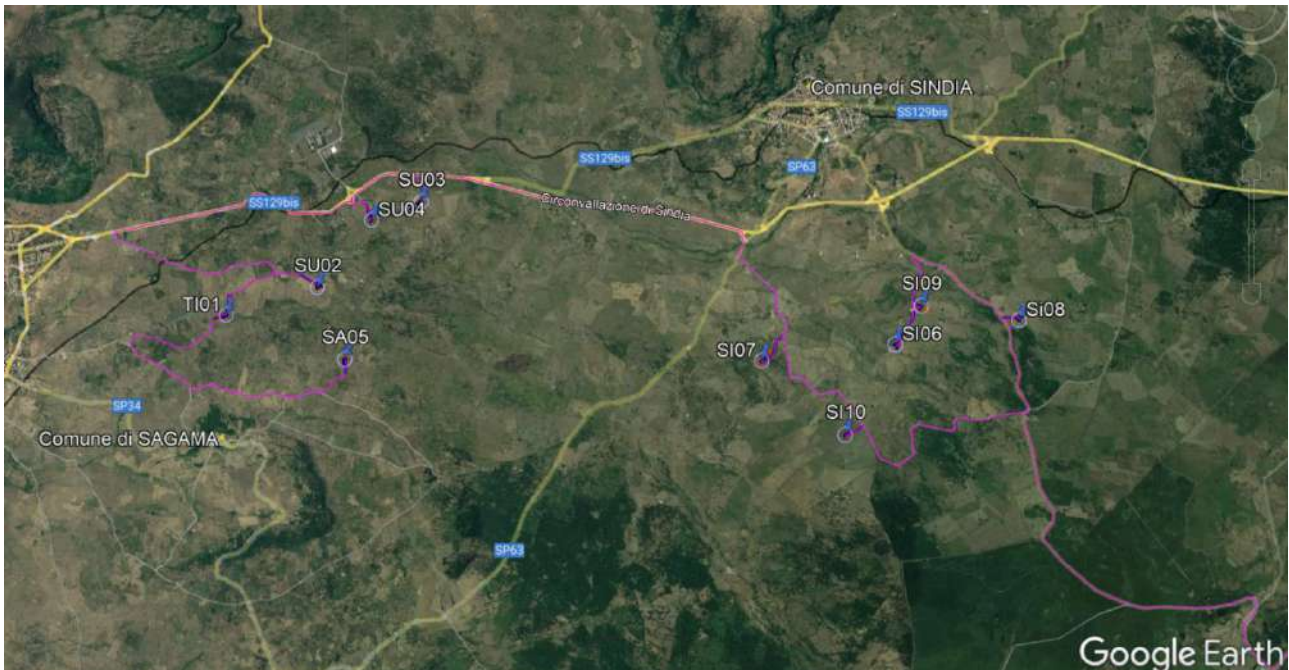 Comune di SINDIA
SS129bis
SS129bis
SP63
SU03
SS129bis
SU04
Circonvallazione di Sindia
SU02
SI09
TI01
Si08
SI06
SA05
SI07
SP34
SI10
Comune di SAGAMA
SP63
Google Earth